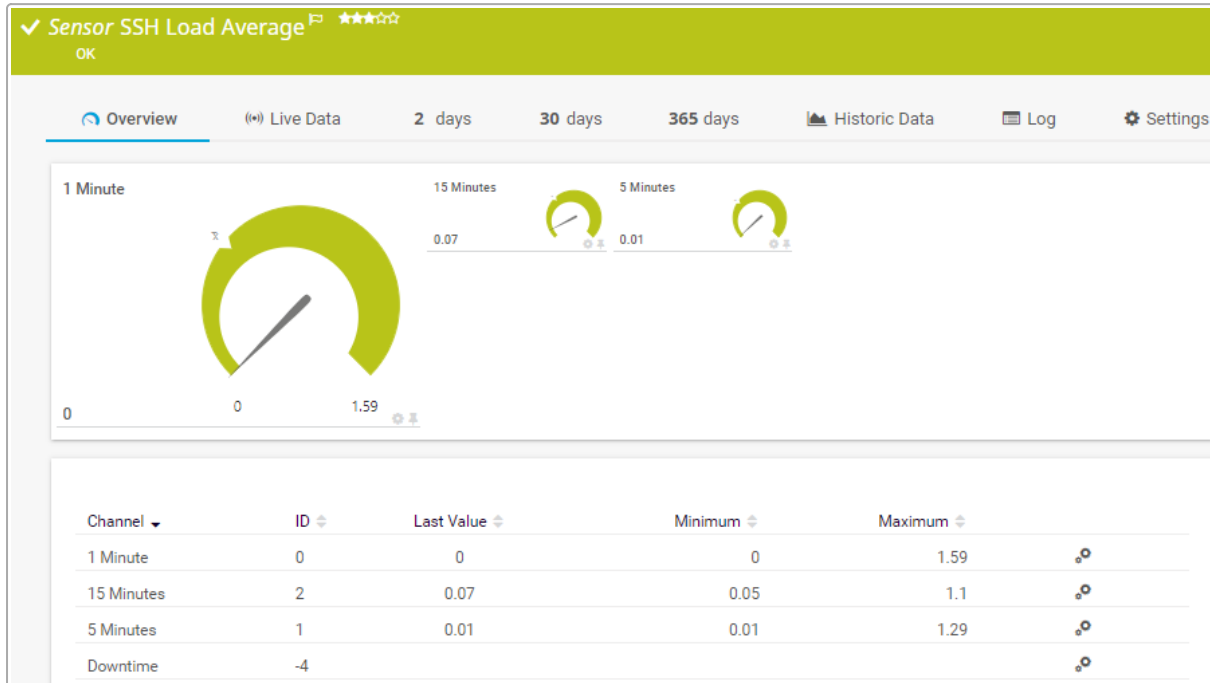 Sensor SSH Load Average
OK
Overview Live Data 2 days 30 days 365 days Historic Data Log Settings
1 Minute
0
0 1.59
15 Minutes
0.07
5 Minutes
0.01
Channel ID Last Value Minimum Maximum
1 Minute 0 0 0 1.59
15 Minutes 2 0.07 0.05 1.1
5 Minutes 1 0.01 0.01 1.29
Downtime -4